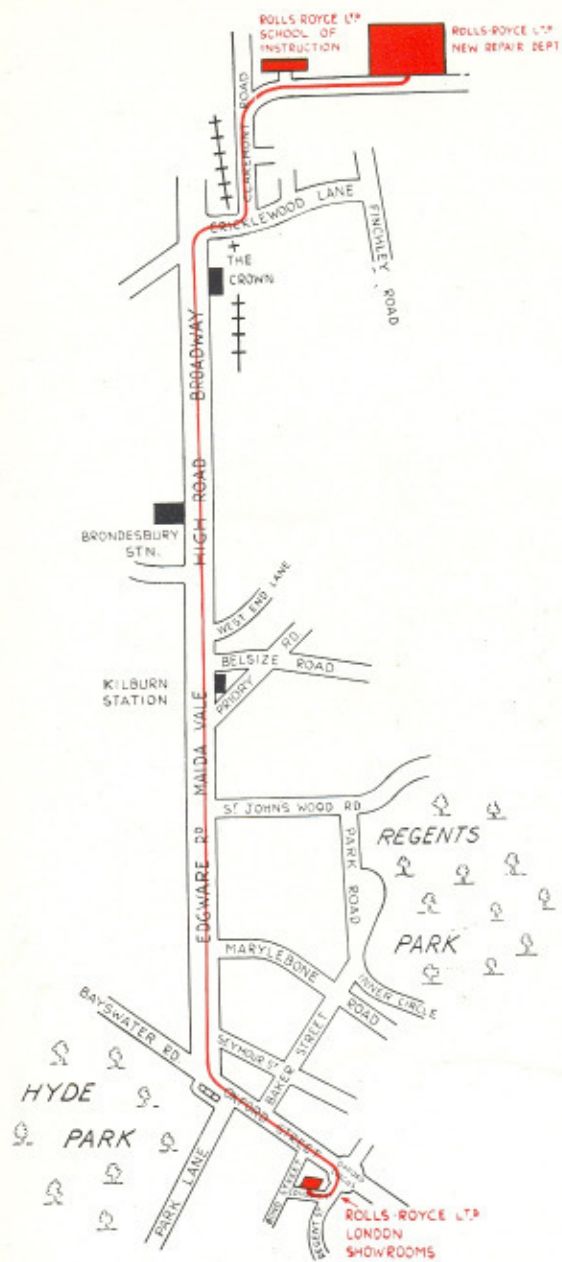 ROLLS ROYCE LTD
SCHOOL OF
INSTRUCTION
ROLLS-ROYCE LTD
NEW REPAIR DEPT
CLAREMONT ROAD
CRICKLEWOOD LANE
FINCHLEY ROAD
THE
CROWN
BROADWAY
HIGH ROAD
BRONDESBURY
STN.
WEST END LANE
BELSIZE ROAD
PRIORY RD
KILBURN
STATION
MAIDA VALE
EDGWARE RD
ST JOHNS WOOD RD
PARK ROAD
REGENTS
PARK
MARYLEBONE ROAD
INNER CIRCLE
BAKER STREET
BAYSWATER RD
SEYMOUR ST
HYDE
PARK
OXFORD STREET
PARK LANE
BOND STREET
REGENT ST
ROLLS-ROYCE LTD
LONDON
SHOWROOMS